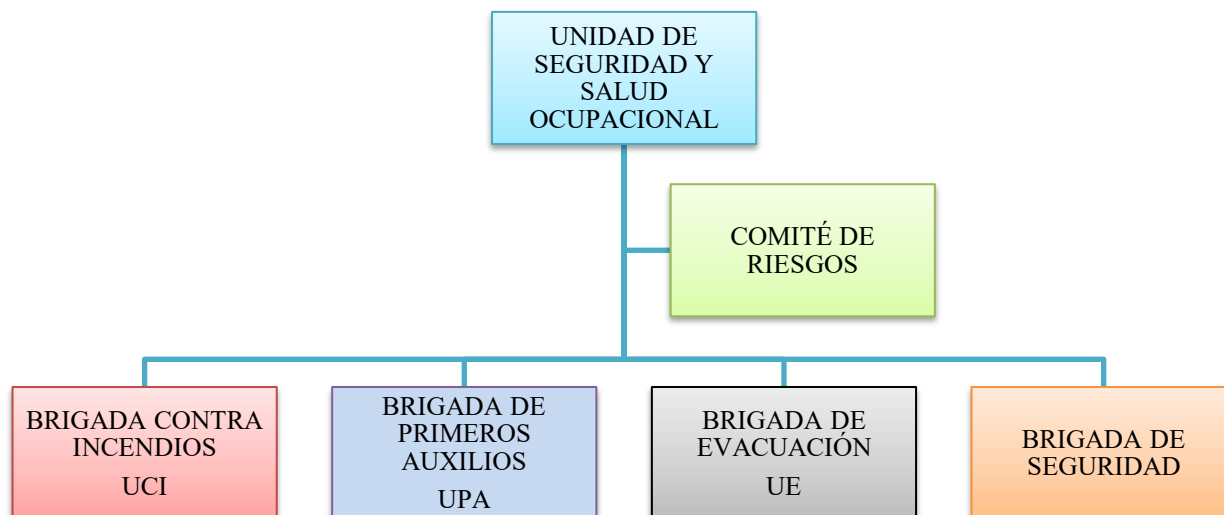 UNIDAD DE
SEGURIDAD Y
SALUD
OCUPACIONAL
COMITÉ DE
RIESGOS
BRIGADA CONTRA
INCENDIOS
UCI
BRIGADA DE
PRIMEROS
AUXILIOS
UPA
BRIGADA DE
EVACUACIÓN
UE
BRIGADA DE
SEGURIDAD